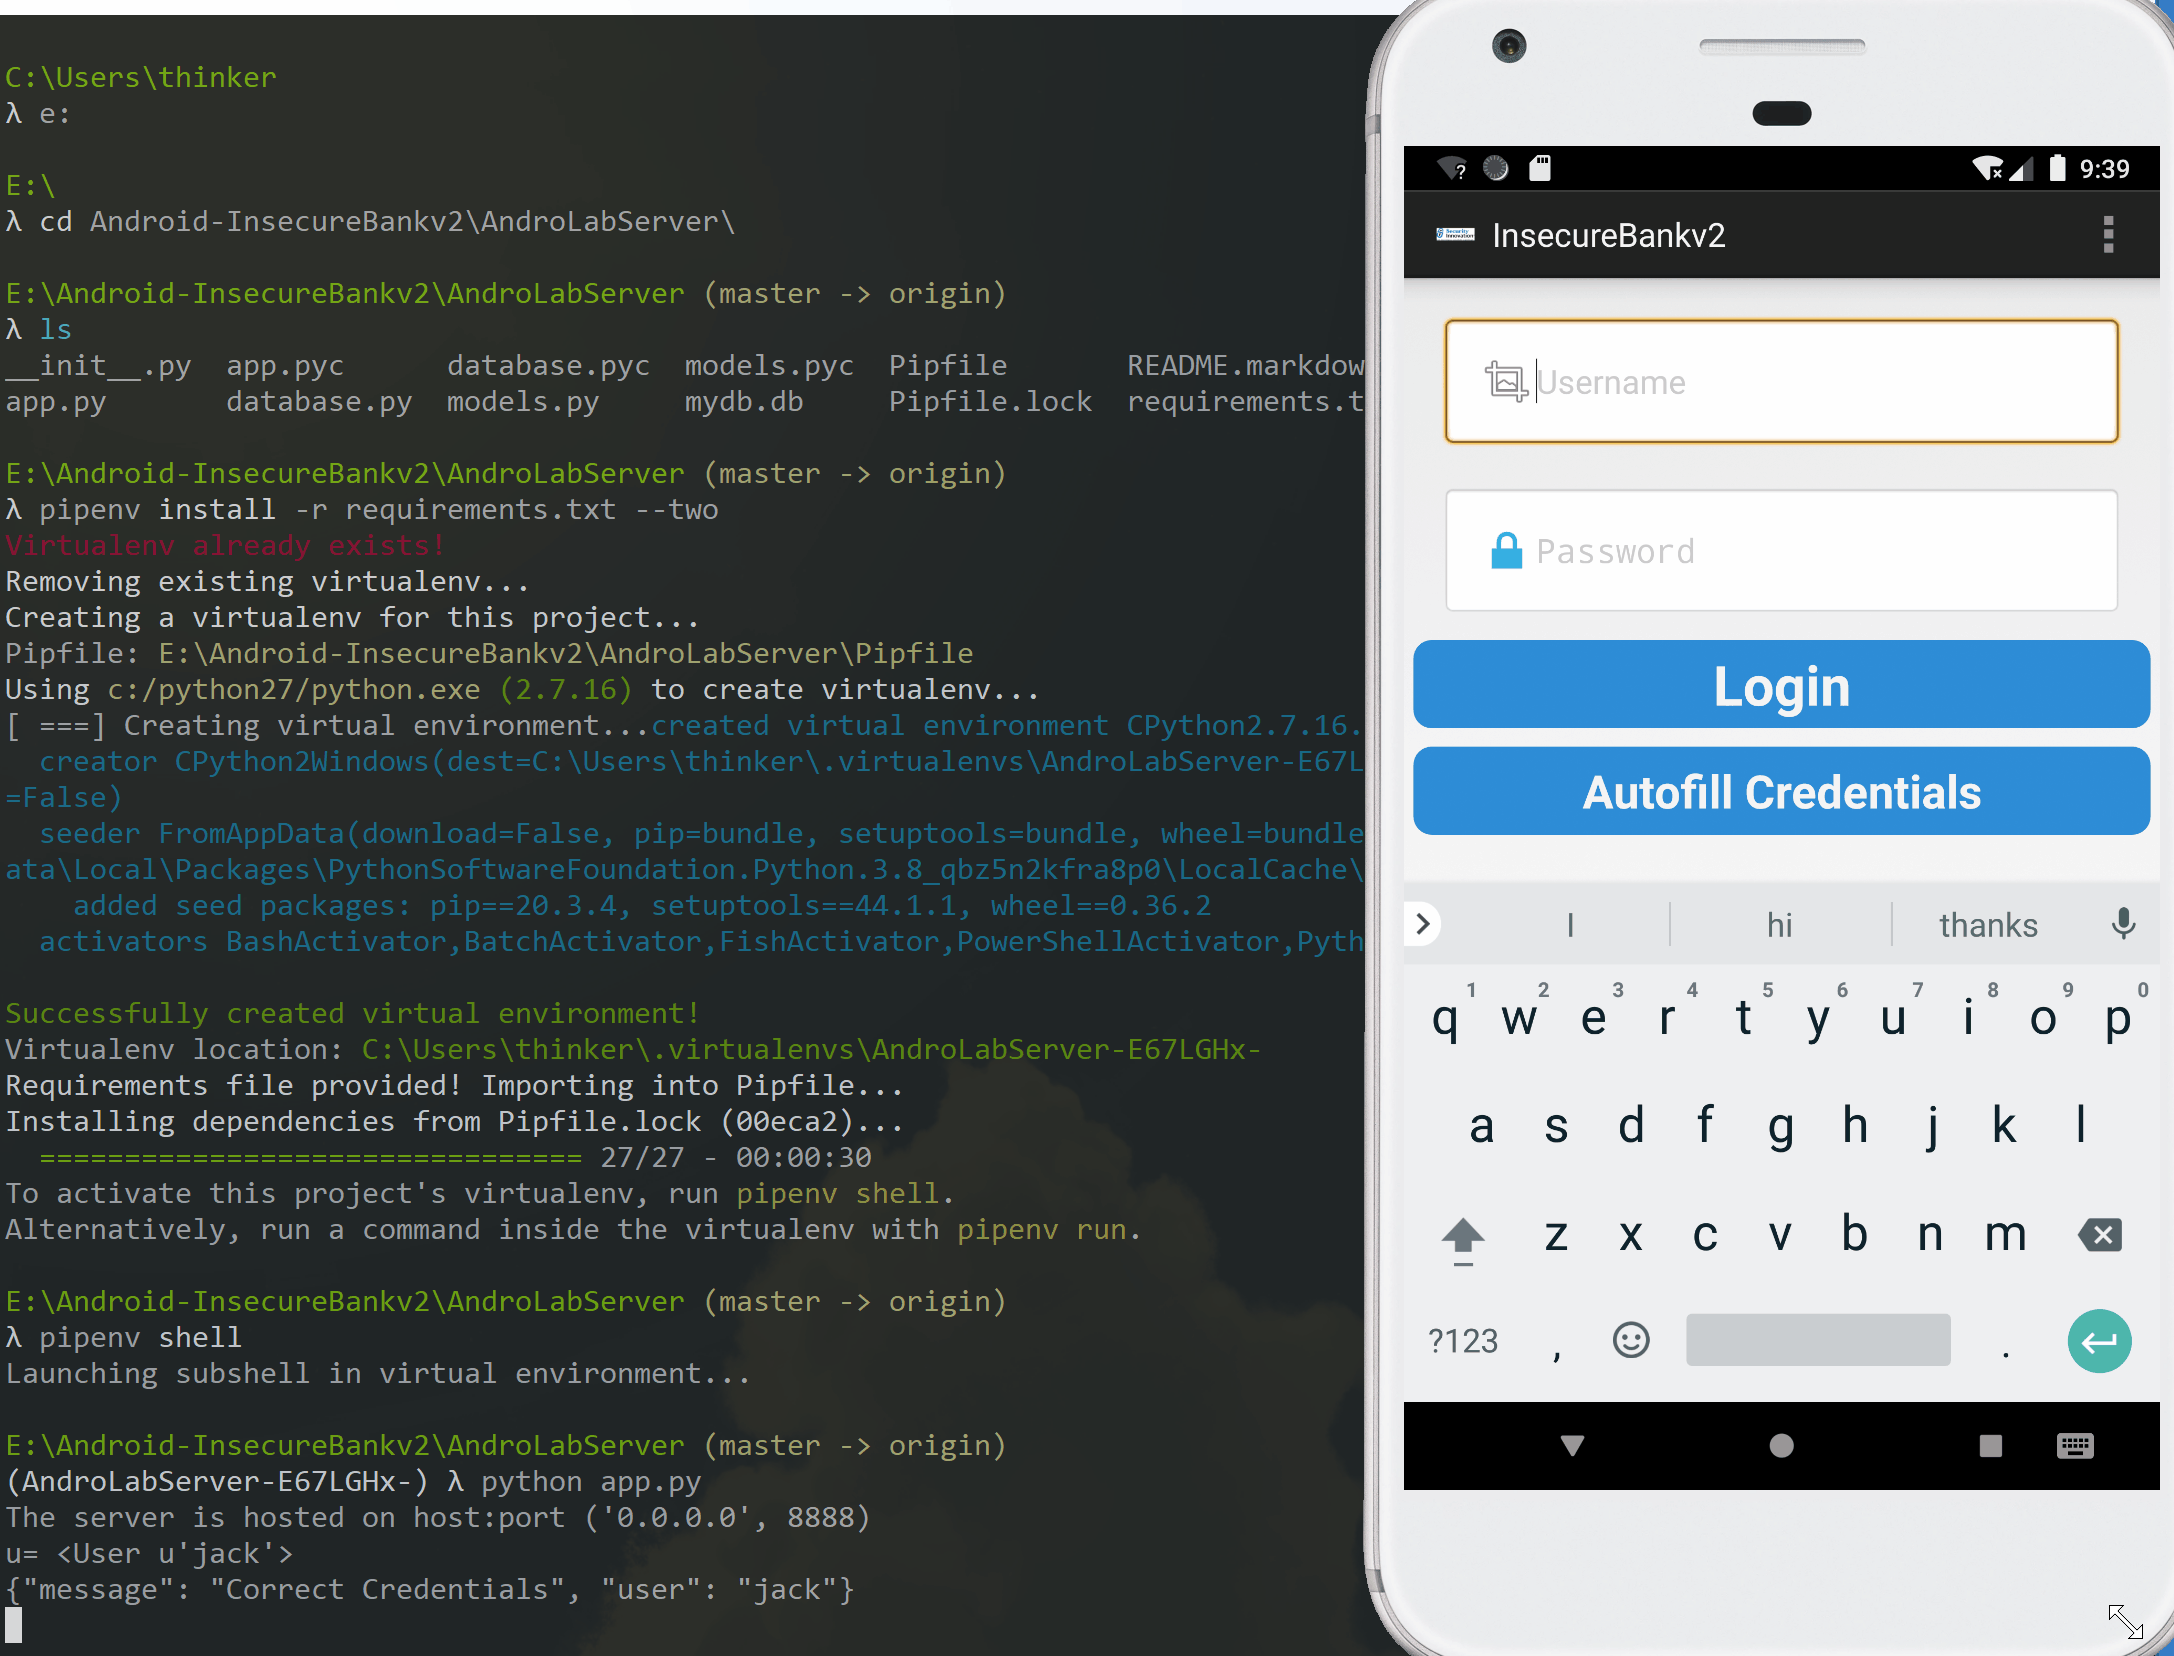 C:\Users\thinker
λ e:
E:\
λ cd Android-InsecureBankv2\AndroLabServer\
E:\Android-InsecureBankv2\AndroLabServer (master -> origin)
λ ls
__init__.py  app.pyc       database.pyc  models.pyc  Pipfile       README.markdow
app.py       database.py  models.py     mydb.db     Pipfile.lock  requirements.t
E:\Android-InsecureBankv2\AndroLabServer (master -> origin)
λ pipenv install -r requirements.txt --two
Virtualenv already exists!
Removing existing virtualenv...
Creating a virtualenv for this project...
Pipfile: E:\Android-InsecureBankv2\AndroLabServer\Pipfile
Using c:/python27/python.exe (2.7.16) to create virtualenv...
[ ===] Creating virtual environment...created virtual environment CPython2.7.16.
  creator CPython2Windows(dest=C:\Users\thinker\.virtualenvs\AndroLabServer-E67L
=False)
  seeder FromAppData(download=False, pip=bundle, setuptools=bundle, wheel=bundle
ata\Local\Packages\PythonSoftwareFoundation.Python.3.8_qbz5n2kfra8p0\LocalCache\
    added seed packages: pip==20.3.4, setuptools==44.1.1, wheel==0.36.2
  activators BashActivator,BatchActivator,FishActivator,PowerShellActivator,Pyth
Successfully created virtual environment!
Virtualenv location: C:\Users\thinker\.virtualenvs\AndroLabServer-E67LGHx-
Requirements file provided! Importing into Pipfile...
Installing dependencies from Pipfile.lock (00eca2)...
  ================================ 27/27 - 00:00:30
To activate this project's virtualenv, run pipenv shell.
Alternatively, run a command inside the virtualenv with pipenv run.
E:\Android-InsecureBankv2\AndroLabServer (master -> origin)
λ pipenv shell
Launching subshell in virtual environment...
E:\Android-InsecureBankv2\AndroLabServer (master -> origin)
(AndroLabServer-E67LGHx-) λ python app.py
The server is hosted on host:port ('0.0.0.0', 8888)
u= <User u'jack'>
{"message": "Correct Credentials", "user": "jack"}
9:39
Security Innovation
InsecureBankv2
Username
Password
Login
Autofill Credentials
I hi thanks
1 2 3 4 5 6 7 8 9 0
q w e r t y u i o p
a s d f g h j k l
z x c v b n m
?123 , .